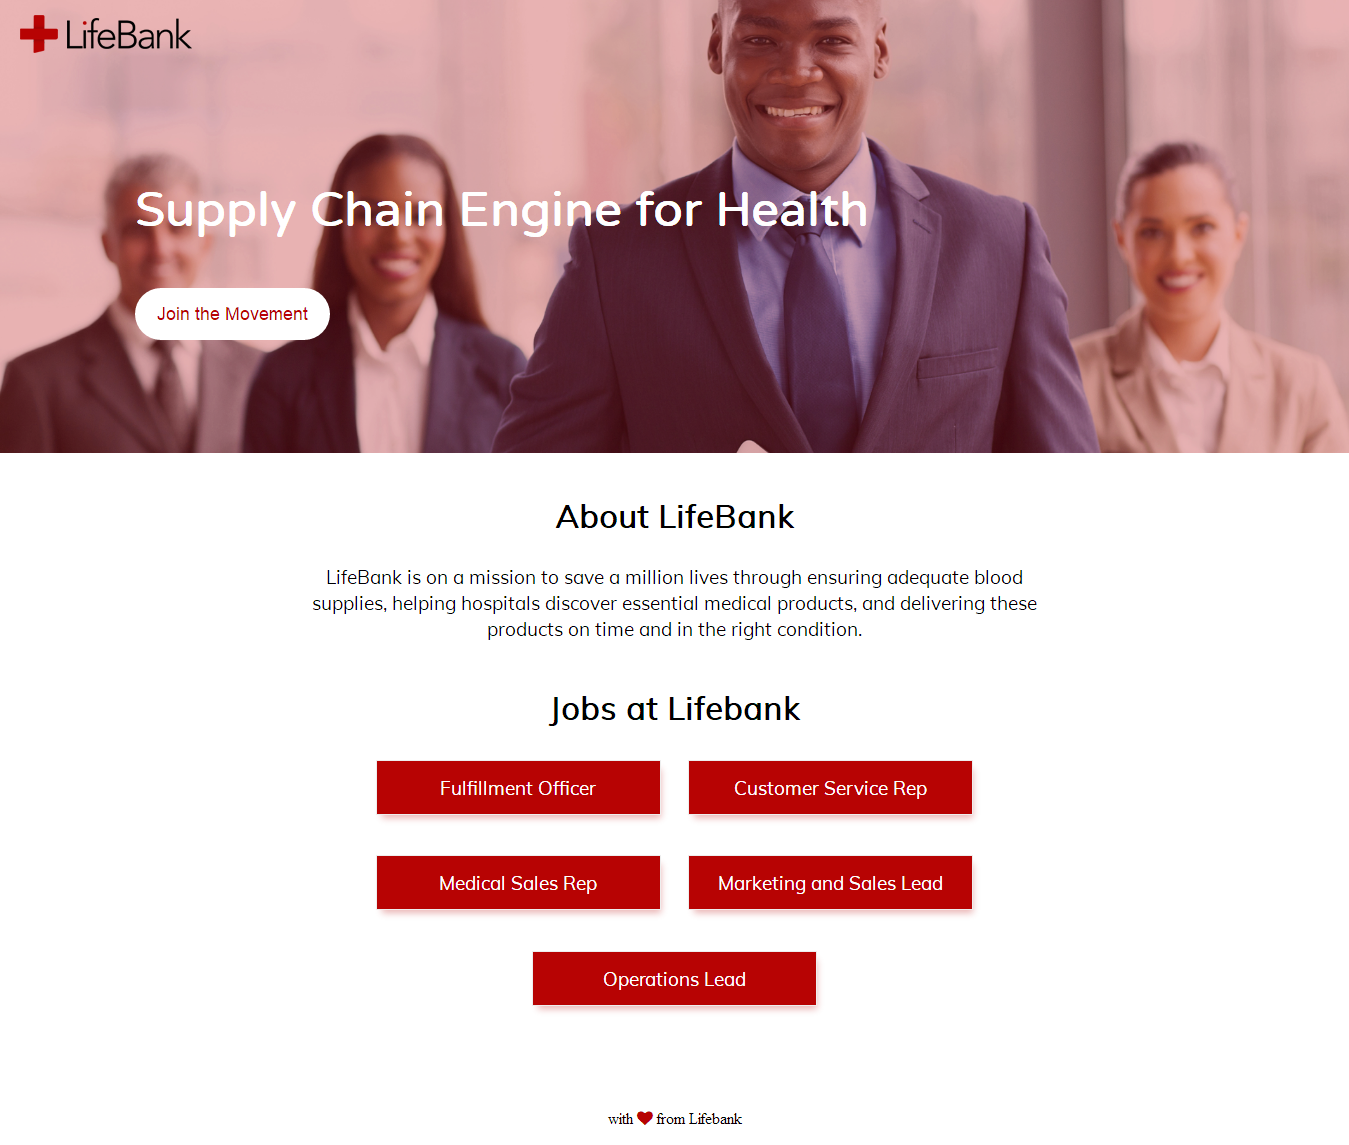 LifeBank
Supply Chain Engine for Health
Join the Movement
About LifeBank
LifeBank is on a mission to save a million lives through ensuring adequate blood
supplies, helping hospitals discover essential medical products, and delivering these
products on time and in the right condition.
Jobs at Lifebank
Fulfillment Officer
Customer Service Rep
Medical Sales Rep
Marketing and Sales Lead
Operations Lead
with ❤ from Lifebank